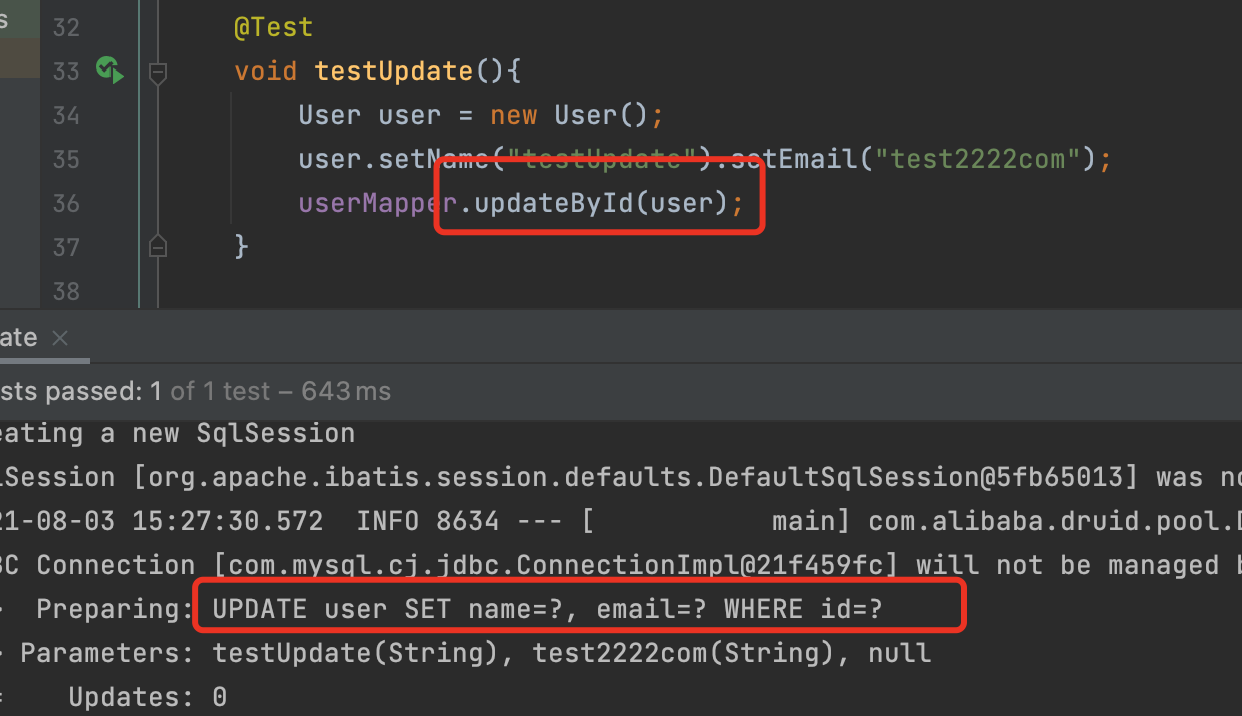 s
32 @Test
33 void testUpdate(){
34 User user = new User();
35 user.setName("testUpdate").setEmail("test2222com");
36 userMapper.updateById(user);
37 }
38
ate ×
sts passed: 1 of 1 test – 643 ms
eating a new SqlSession
lSession [org.apache.ibatis.session.defaults.DefaultSqlSession@5fb65013] was no
21-08-03 15:27:30.572  INFO 8634 --- [           main] com.alibaba.druid.pool.D
BC Connection [com.mysql.cj.jdbc.ConnectionImpl@21f459fc] will not be managed b
Preparing: UPDATE user SET name=?, email=? WHERE id=?
Parameters: testUpdate(String), test2222com(String), null
Updates: 0